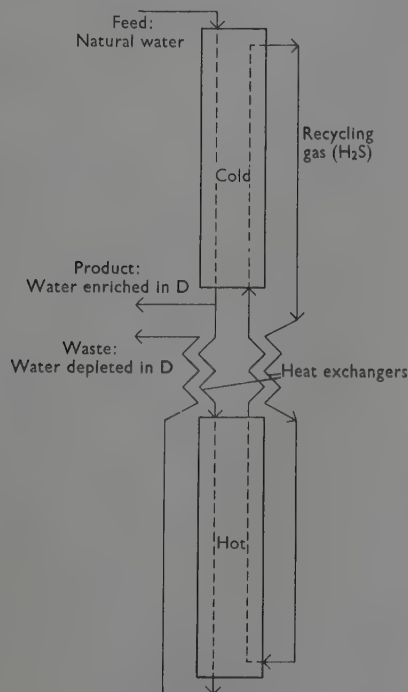 Feed:
Natural water
Recycling
gas (H₂S)
Cold
Product:
Water enriched in D
Waste:
Water depleted in D
Heat exchangers
Hot